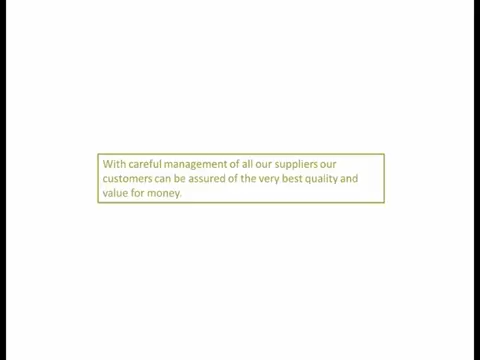 With careful management of all our suppliers our
customers can be assured of the very best quality and
value for money.